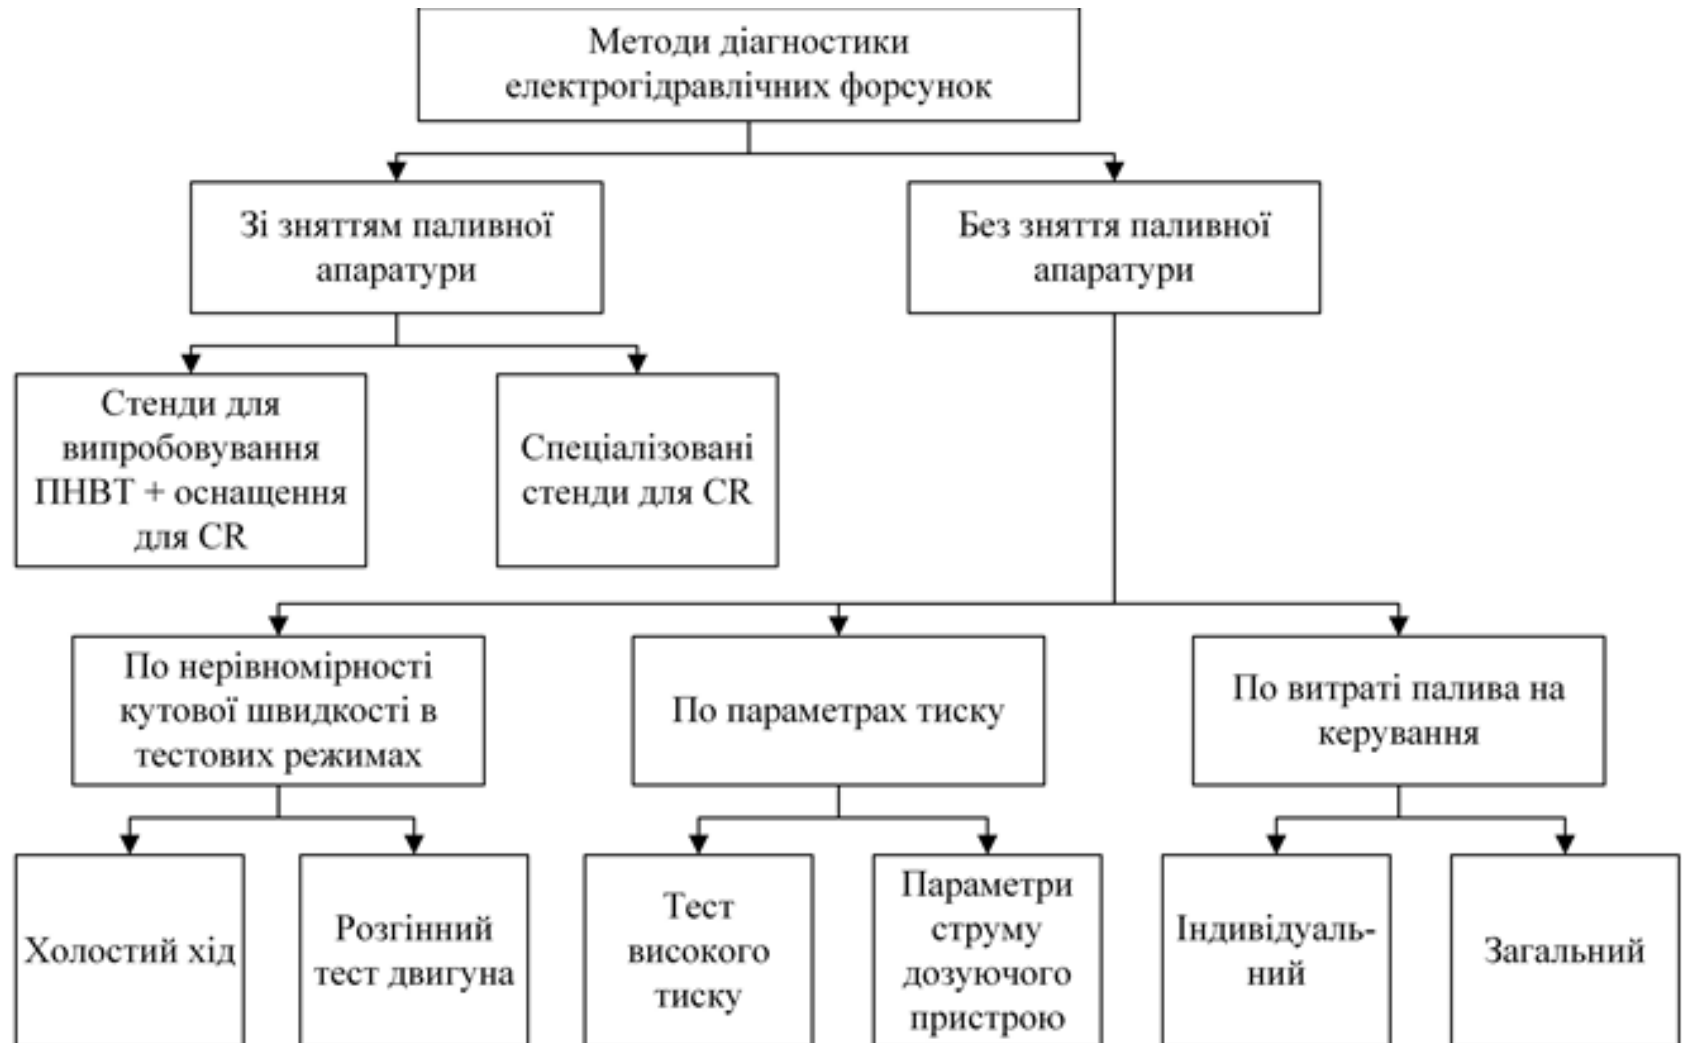 Методи діагностики
електрогідравлічних форсунок
Зі зняттям паливної
апаратури
Без зняття паливної
апаратури
Стенди для
випробовування
ПНВТ + оснащення
для CR
Спеціалізовані
стенди для CR
По нерівномірності
кутової швидкості в
тестових режимах
По параметрах тиску
По витраті палива на
керування
Холостий хід
Розгінний
тест двигуна
Тест
високого
тиску
Параметри
струму
дозуючого
пристрою
Індивідуаль-
ний
Загальний